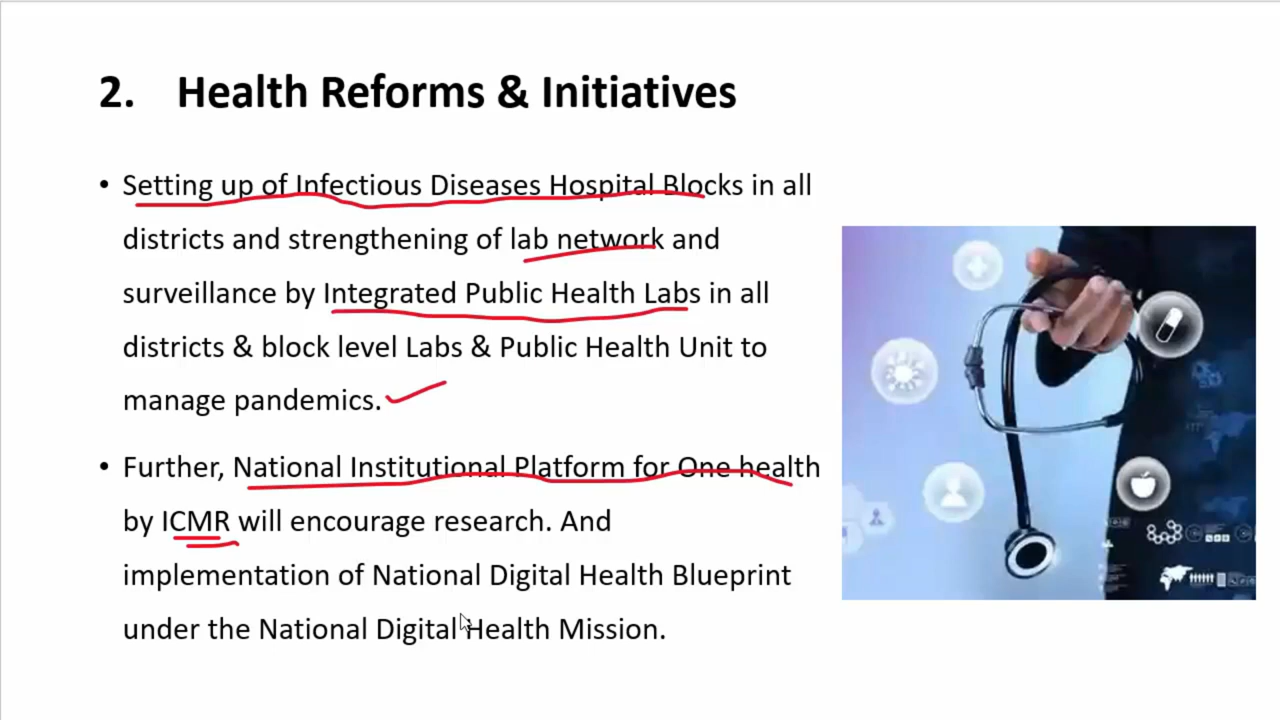 2. Health Reforms & Initiatives
• Setting up of Infectious Diseases Hospital Blocks in all
districts and strengthening of lab network and
surveillance by Integrated Public Health Labs in all
districts & block level Labs & Public Health Unit to
manage pandemics.
• Further, National Institutional Platform for One health
by ICMR will encourage research. And
implementation of National Digital Health Blueprint
under the National Digital Health Mission.